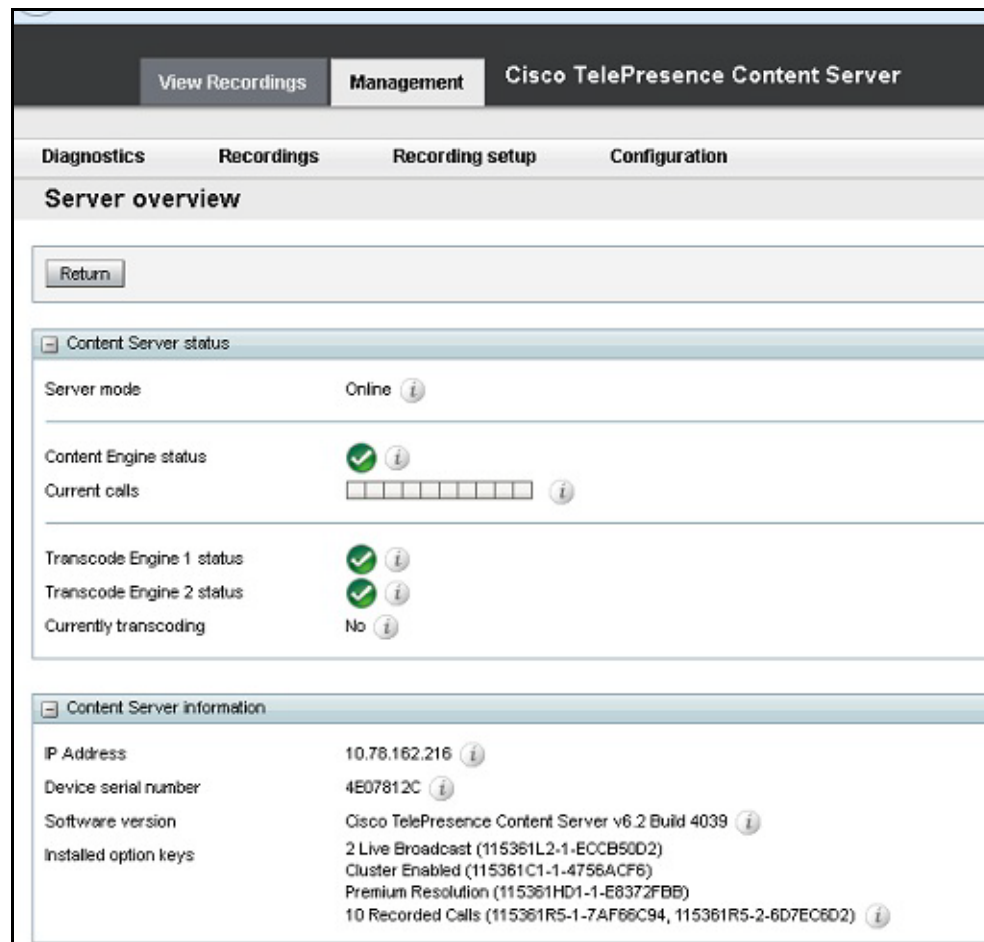 View Recordings Management Cisco TelePresence Content Server
Diagnostics Recordings Recording setup Configuration
Server overview
Return
Content Server status
Server mode Online
Content Engine status
Current calls
Transcode Engine 1 status
Transcode Engine 2 status
Currently transcoding No
Content Server information
IP Address 10.78.162.216
Device serial number 4E07812C
Software version Cisco TelePresence Content Server v6.2 Build 4039
Installed option keys 2 Live Broadcast (115361L2-1-ECCB50D2)
Cluster Enabled (115361C1-1-4756ACF6)
Premium Resolution (115361HD1-1-E8372FBB)
10 Recorded Calls (115361R5-1-7AF66C94, 115361R5-2-6D7EC6D2)